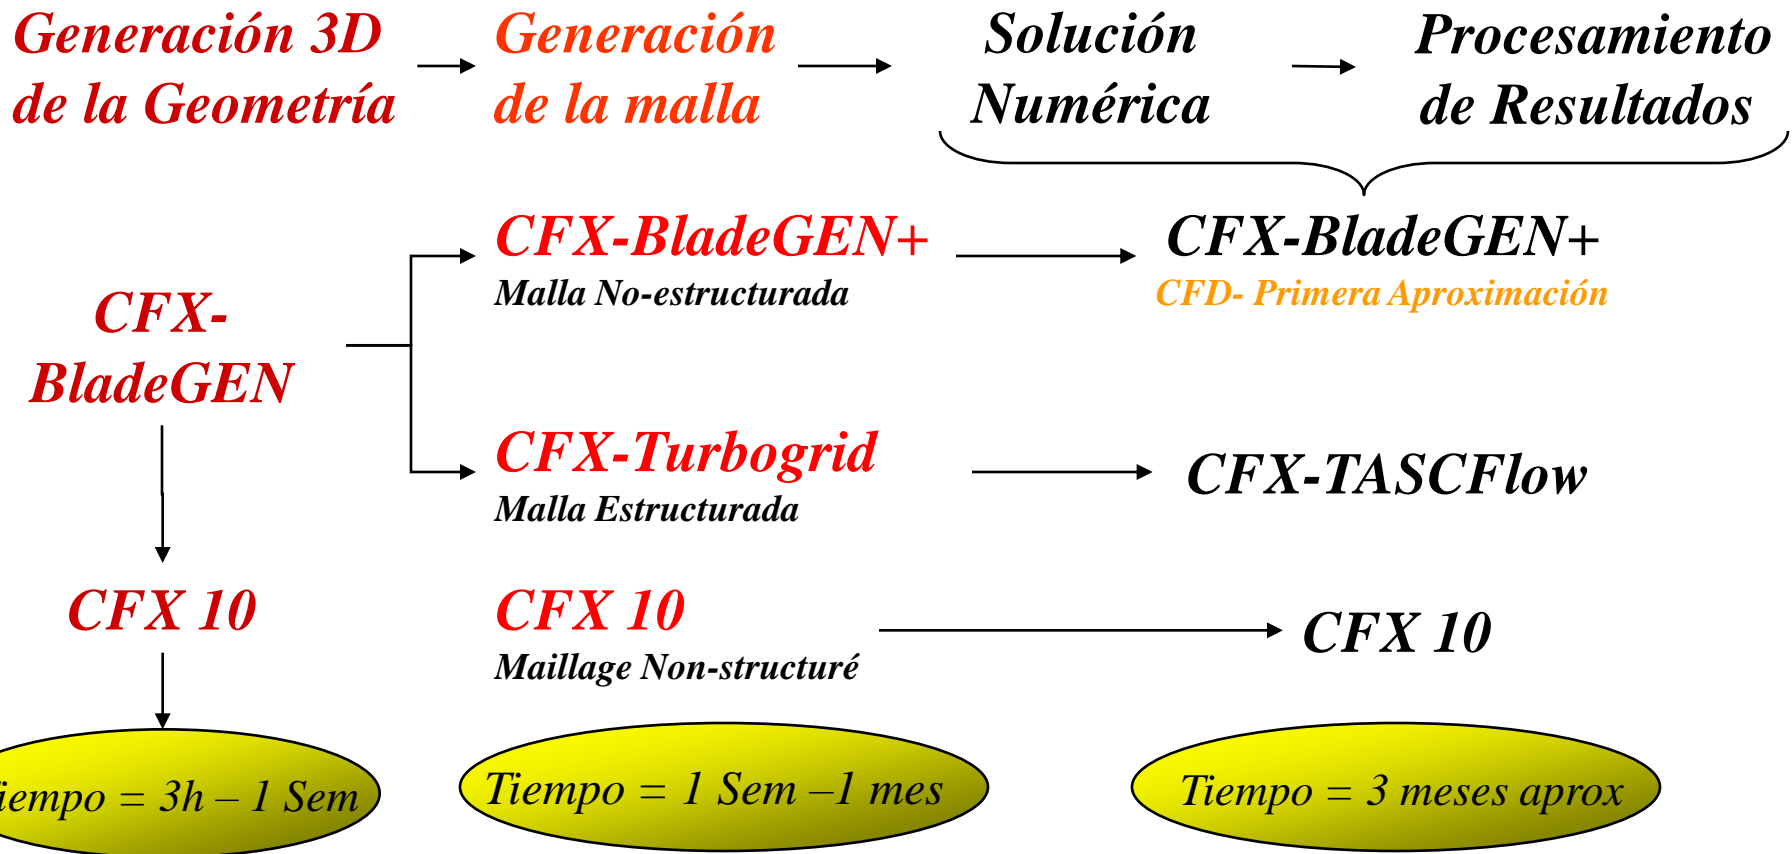 Generación 3D
de la Geometría
Generación
de la malla
Solución
Numérica
Procesamiento
de Resultados
CFX-
BladeGEN
CFX-BladeGEN+
Malla No-estructurada
CFX-BladeGEN+
CFD- Primera Aproximación
CFX-Turbogrid
Malla Estructurada
CFX-TASCFlow
CFX 10
CFX 10
Maillage Non-structuré
CFX 10
iempo = 3h – 1 Sem
Tiempo = 1 Sem –1 mes
Tiempo = 3 meses aprox